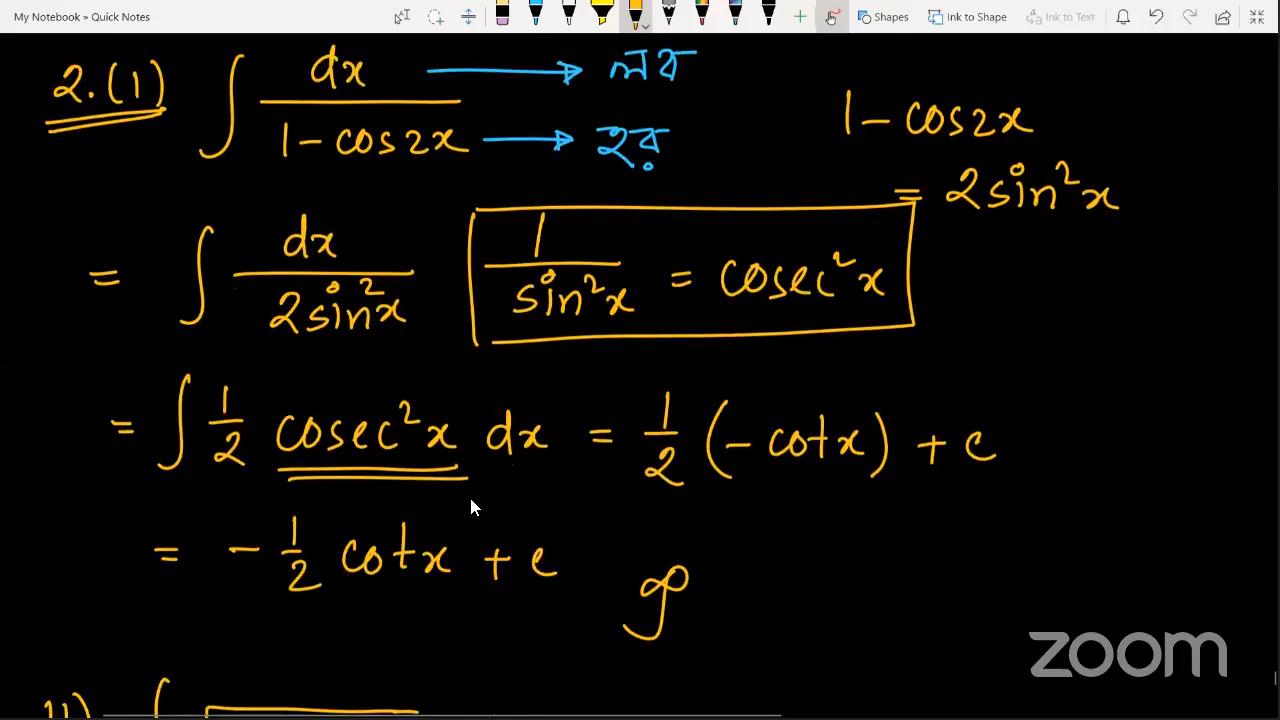 My Notebook » Quick Notes
Shapes Ink to Shape Ink to Text
2.(1) ∫ dx / (1 - cos2x)
→ লব
→ হর
1 - cos2x
= 2sin²x
= ∫ dx / (2sin²x)
1 / sin²x = cosec²x
= ∫ 1/2 cosec²x dx = 1/2 (-cotx) + c
= - 1/2 cotx + c
zoom
11) ∫